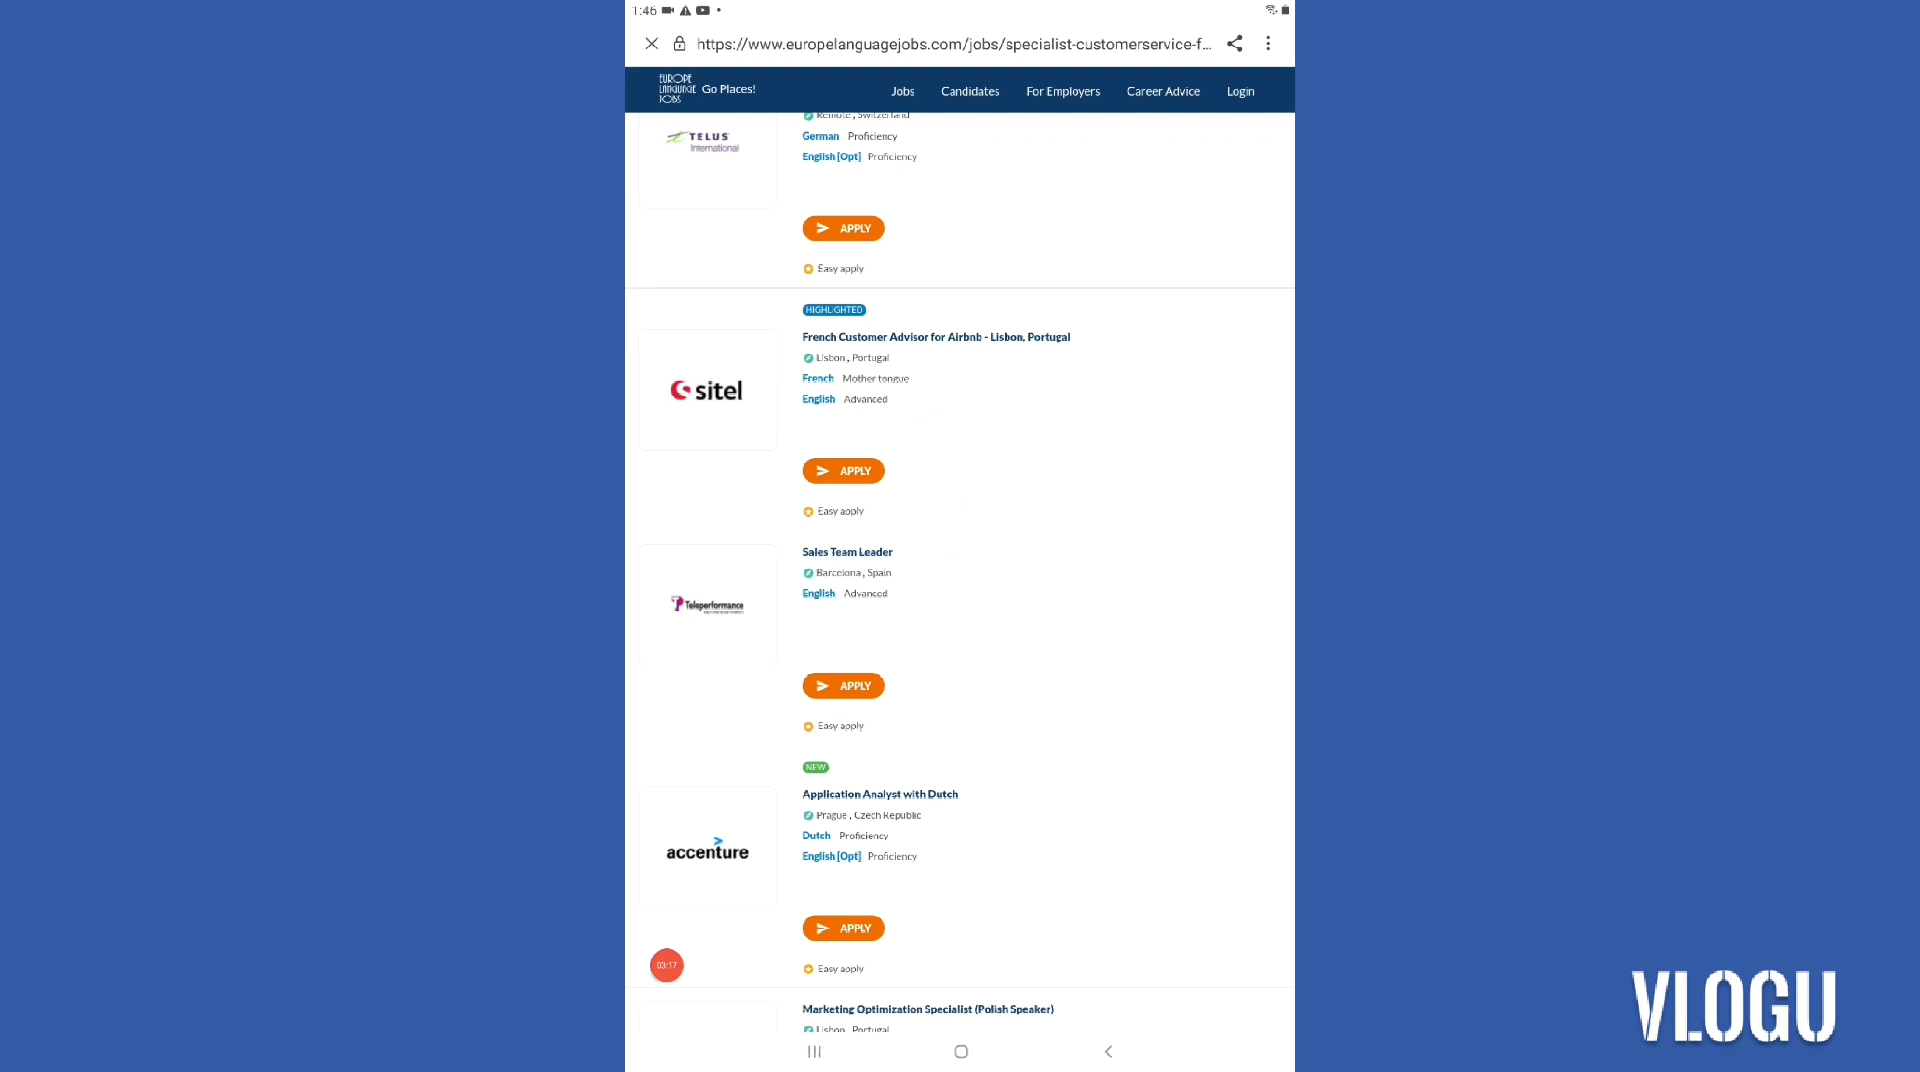 1:46
https://www.europelanguagejobs.com/jobs/specialist-customerservice-f...
EUROPE
LANGUAGE
JOBS
Go Places!
Jobs
Candidates
For Employers
Career Advice
Login
Remote , Switzerland
TELUS
International
German Proficiency
English [Opt] Proficiency
APPLY
Easy apply
HIGHLIGHTED
French Customer Advisor for Airbnb - Lisbon, Portugal
Lisbon , Portugal
sitel
French Mother tongue
English Advanced
APPLY
Easy apply
Sales Team Leader
Barcelona , Spain
Teleperformance
English Advanced
APPLY
Easy apply
NEW
Application Analyst with Dutch
Prague , Czech Republic
accenture
Dutch Proficiency
English [Opt] Proficiency
APPLY
03:17
Easy apply
Marketing Optimization Specialist (Polish Speaker)
Lisbon , Portugal
VLOGU